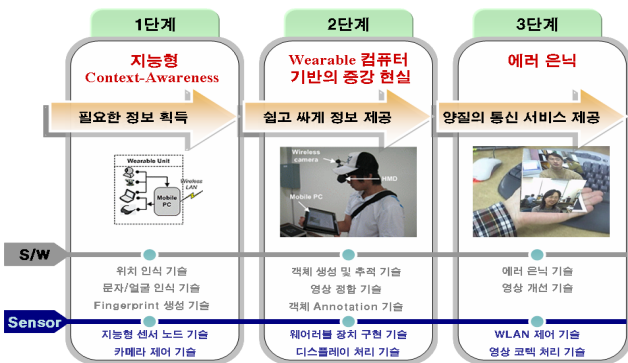 1단계
2단계
3단계
지능형
Context-Awareness
Wearable 컴퓨터
기반의 증강 현실
에러 은닉
필요한 정보 획득
쉽고 싸게 정보 제공
양질의 통신 서비스 제공
Wearable Unit
Wireless
LAN
Mobile
PC
Wireless
camera
HMD
Mobile PC
S/W
위치 인식 기술
문자/얼굴 인식 기술
Fingerprint 생성 기술
객체 생성 및 추적 기술
영상 정합 기술
객체 Annotation 기술
에러 은닉 기술
영상 개선 기술
Sensor
지능형 센서 노드 기술
카메라 제어 기술
웨어러블 장치 구현 기술
디스플레이 처리 기술
WLAN 제어 기술
영상 코텍 처리 기술